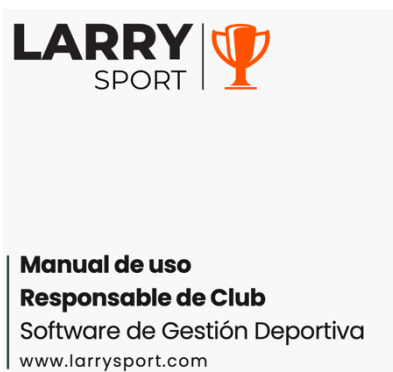 LARRY
SPORT
Manual de uso
Responsable de Club
Software de Gestión Deportiva
www.larrysport.com